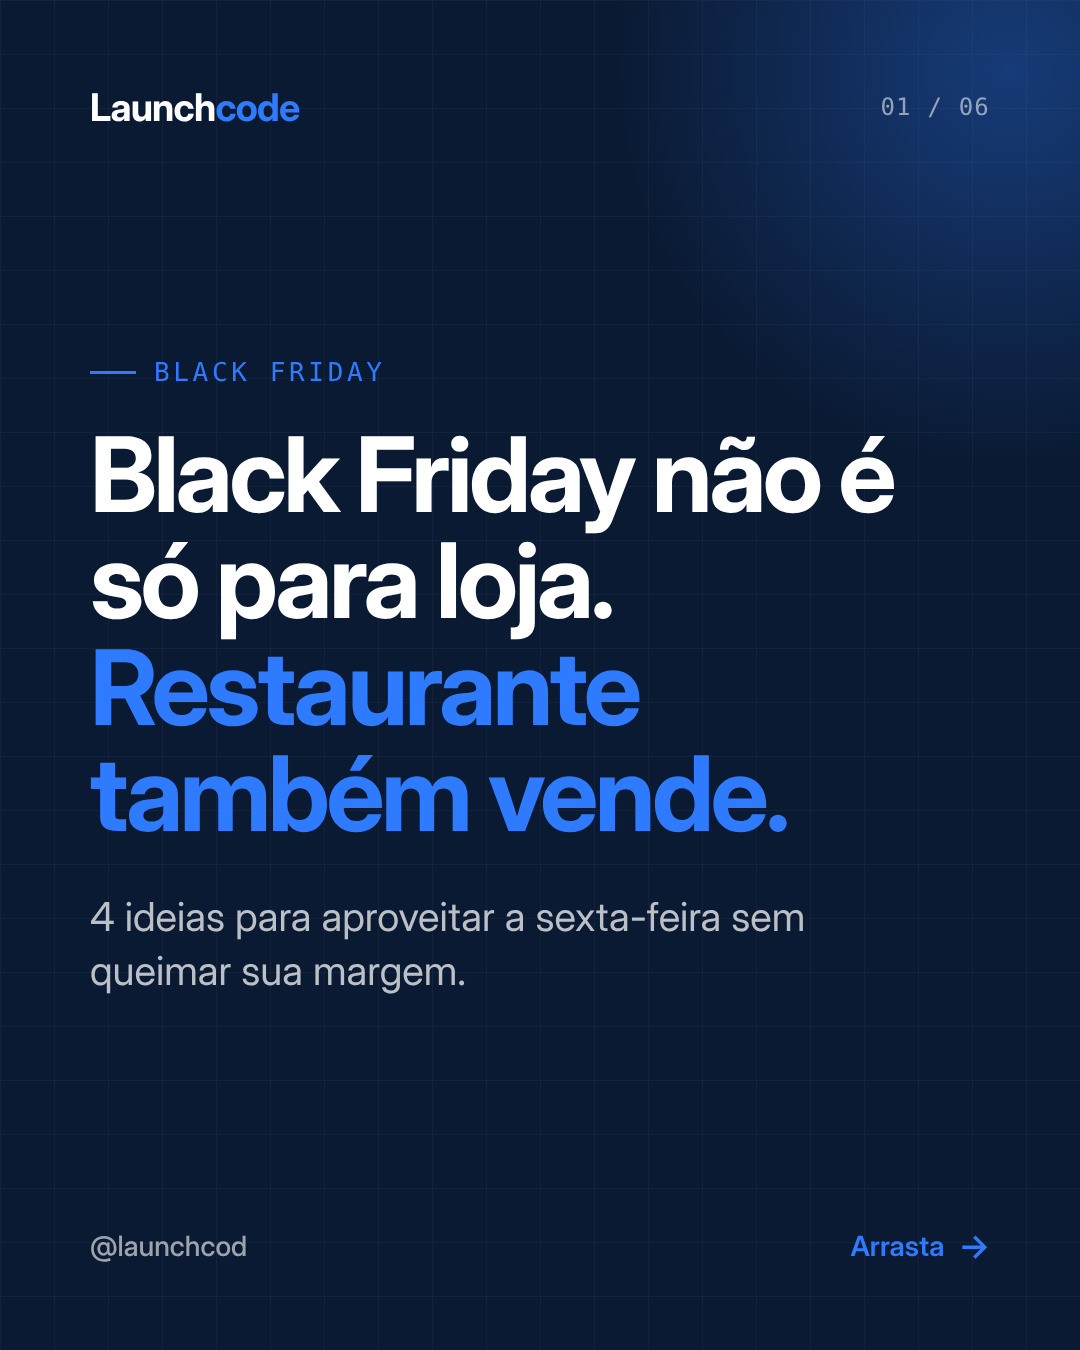 Launchcode
01 / 06
BLACK FRIDAY
Black Friday não é
só para loja.
Restaurante
também vende.
4 ideias para aproveitar a sexta-feira sem
queimar sua margem.
@launchcod
Arrasta →